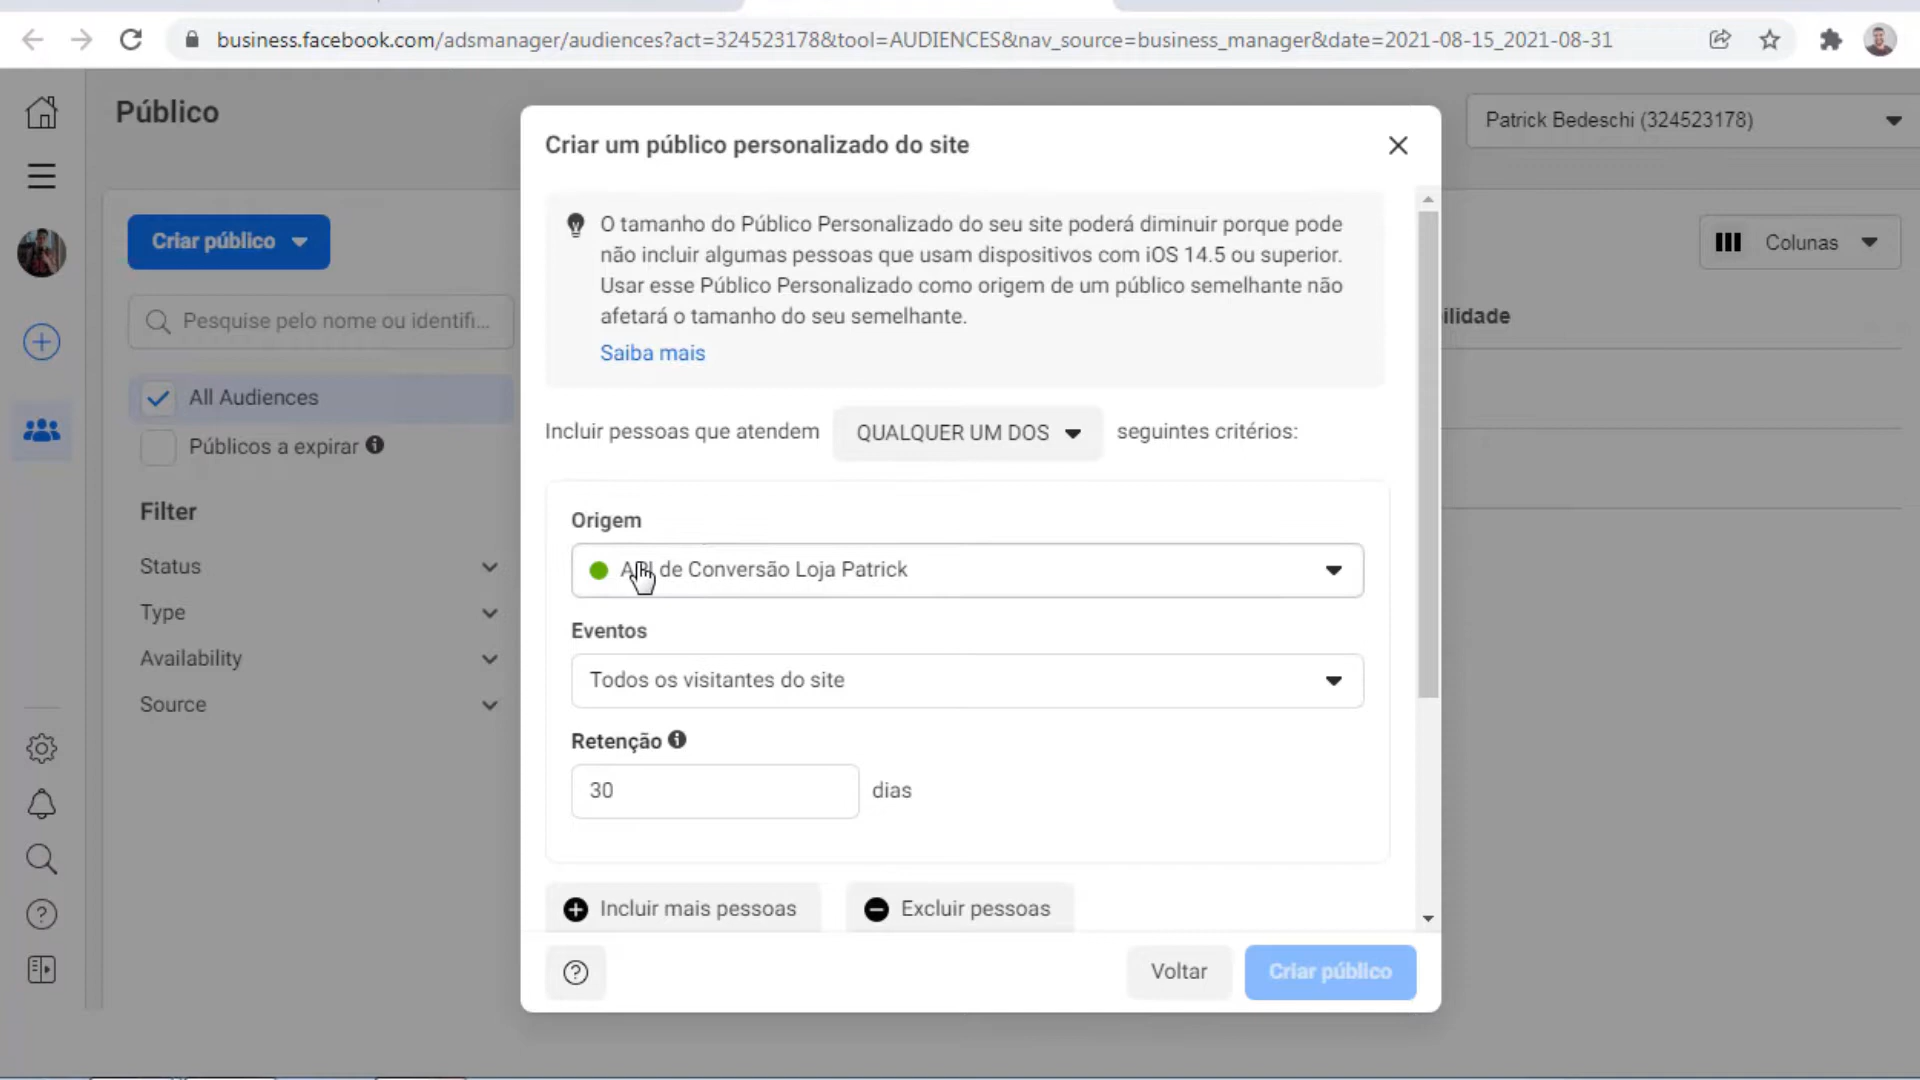 business.facebook.com/adsmanager/audiences?act=324523178&tool=AUDIENCES&nav_source=business_manager&date=2021-08-15_2021-08-31
Público
Patrick Bedeschi (324523178)
Criar público
Pesquise pelo nome ou identifi...
All Audiences
Públicos a expirar
Filter
Status
Type
Availability
Source
Colunas
ilidade
Criar um público personalizado do site
O tamanho do Público Personalizado do seu site poderá diminuir porque pode
não incluir algumas pessoas que usam dispositivos com iOS 14.5 ou superior.
Usar esse Público Personalizado como origem de um público semelhante não
afetará o tamanho do seu semelhante.
Saiba mais
Incluir pessoas que atendem QUALQUER UM DOS seguintes critérios:
Origem
API de Conversão Loja Patrick
Eventos
Todos os visitantes do site
Retenção
30 dias
Incluir mais pessoas
Excluir pessoas
Voltar
Criar público